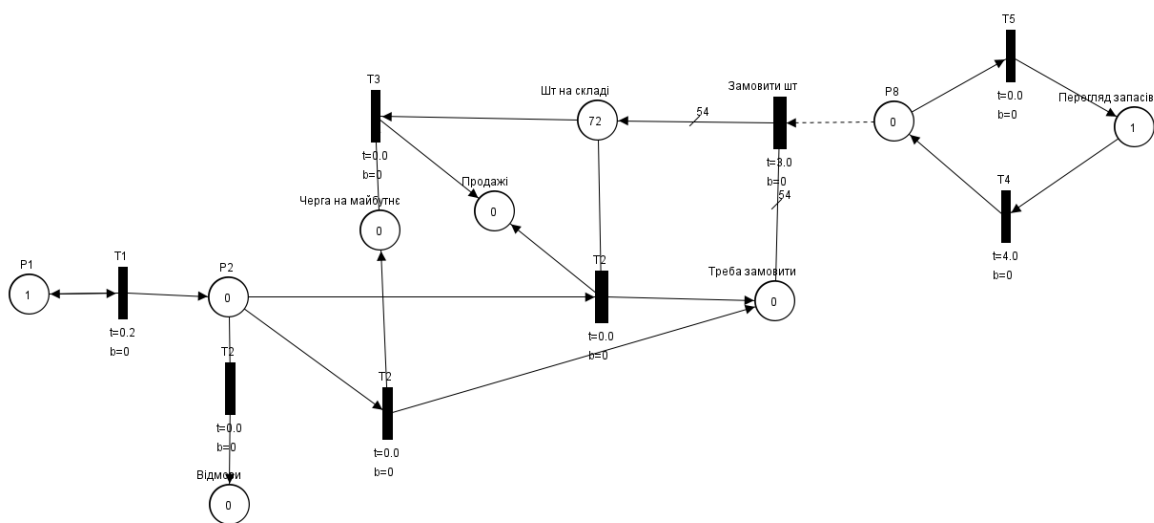 T5
T3
Шт на складі
Замовити шт
P8
Перегляд запасів
t=0.0
b=0
54
72
0
1
t=0.0
b=0
t=3.0
b=0
Продажі
T4
54
Черга на майбутнє
0
0
t=4.0
b=0
P1
T1
P2
T2
Треба замовити
1
0
0
t=0.2
b=0
t=0.0
b=0
T2
T2
t=0.0
b=0
t=0.0
b=0
Відмови
0